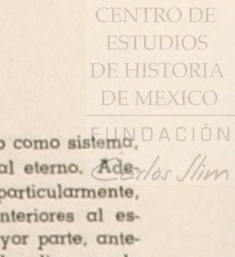 CENTRO DE
ESTUDIOS
DE HISTORIA
DE MEXICO
FUNDACIÓN
Carlos Slim
como sistema,
al eterno. Ade-
particularmente,
nteriores al es-
yor parte, ante-